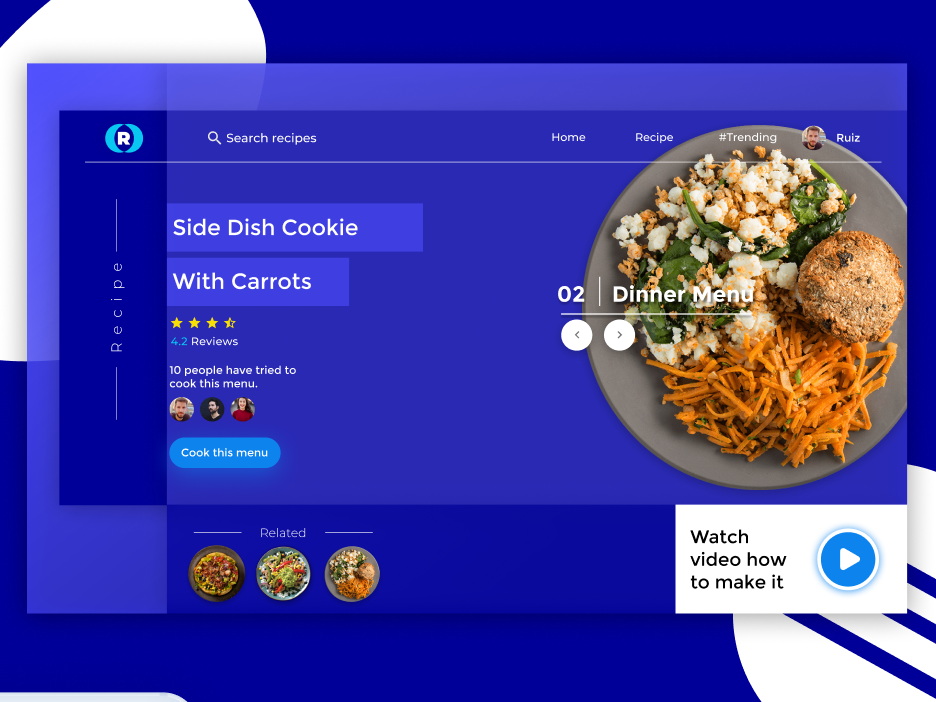 R
Search recipes
Home
Recipe
#Trending
Ruiz
Recipe
Side Dish Cookie
With Carrots
4.2 Reviews
10 people have tried to
cook this menu.
Cook this menu
02
Dinner Menu
Related
Watch
video how
to make it